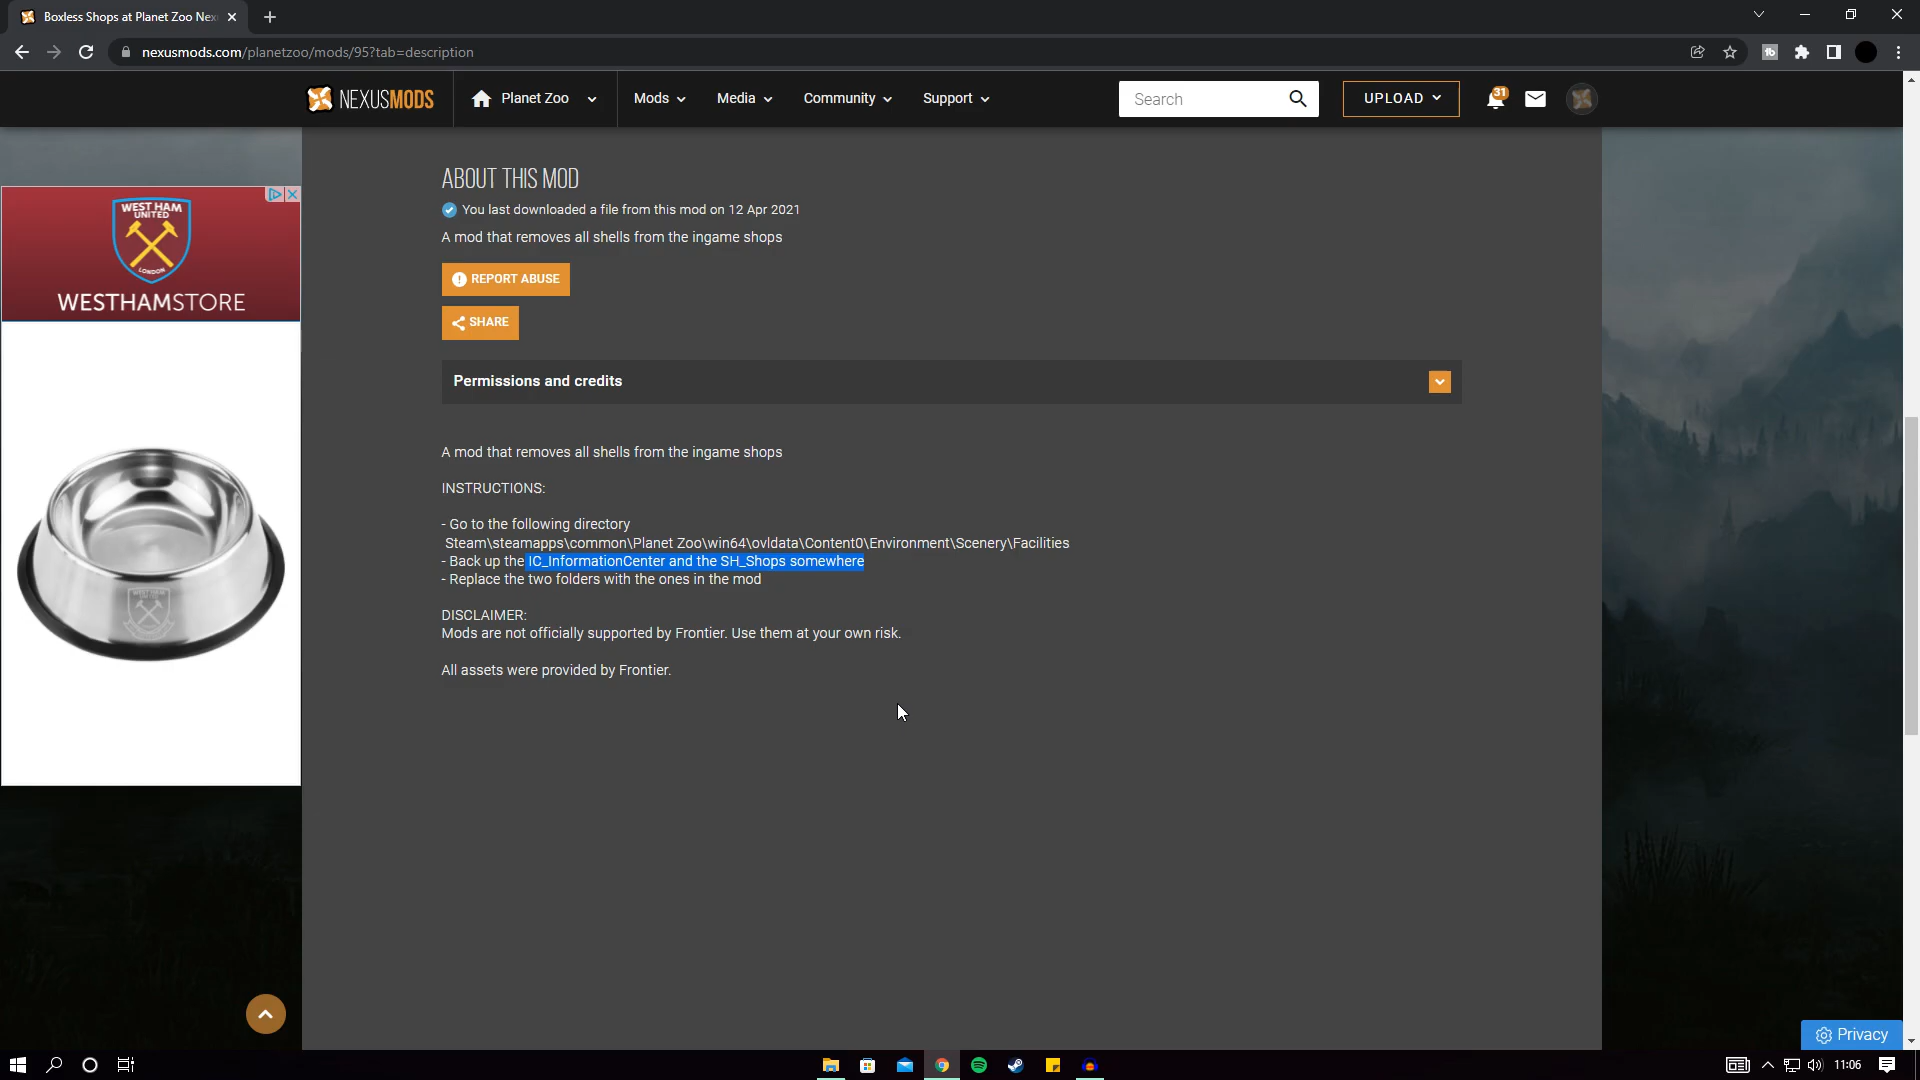 Boxless Shops at Planet Zoo Nex
nexusmods.com/planetzoo/mods/95?tab=description
NEXUSMODS
Planet Zoo
Mods
Media
Community
Support
Search
UPLOAD
31
ABOUT THIS MOD
You last downloaded a file from this mod on 12 Apr 2021
A mod that removes all shells from the ingame shops
REPORT ABUSE
SHARE
Permissions and credits
A mod that removes all shells from the ingame shops
INSTRUCTIONS:
- Go to the following directory
Steam\steamapps\common\Planet Zoo\win64\ovldata\Content0\Environment\Scenery\Facilities
- Back up the IC_InformationCenter and the SH_Shops somewhere
- Replace the two folders with the ones in the mod
DISCLAIMER:
Mods are not officially supported by Frontier. Use them at your own risk.
All assets were provided by Frontier.
WEST HAM
UNITED
LONDON
WESTHAMSTORE
Privacy
11:06